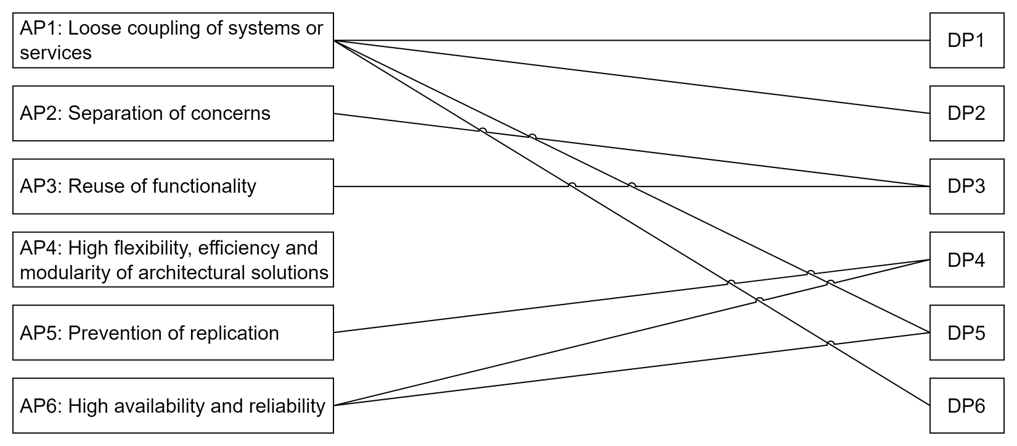 AP1: Loose coupling of systems or
services
DP1
AP2: Separation of concerns
DP2
AP3: Reuse of functionality
DP3
AP4: High flexibility, efficiency and
modularity of architectural solutions
DP4
AP5: Prevention of replication
DP5
AP6: High availability and reliability
DP6